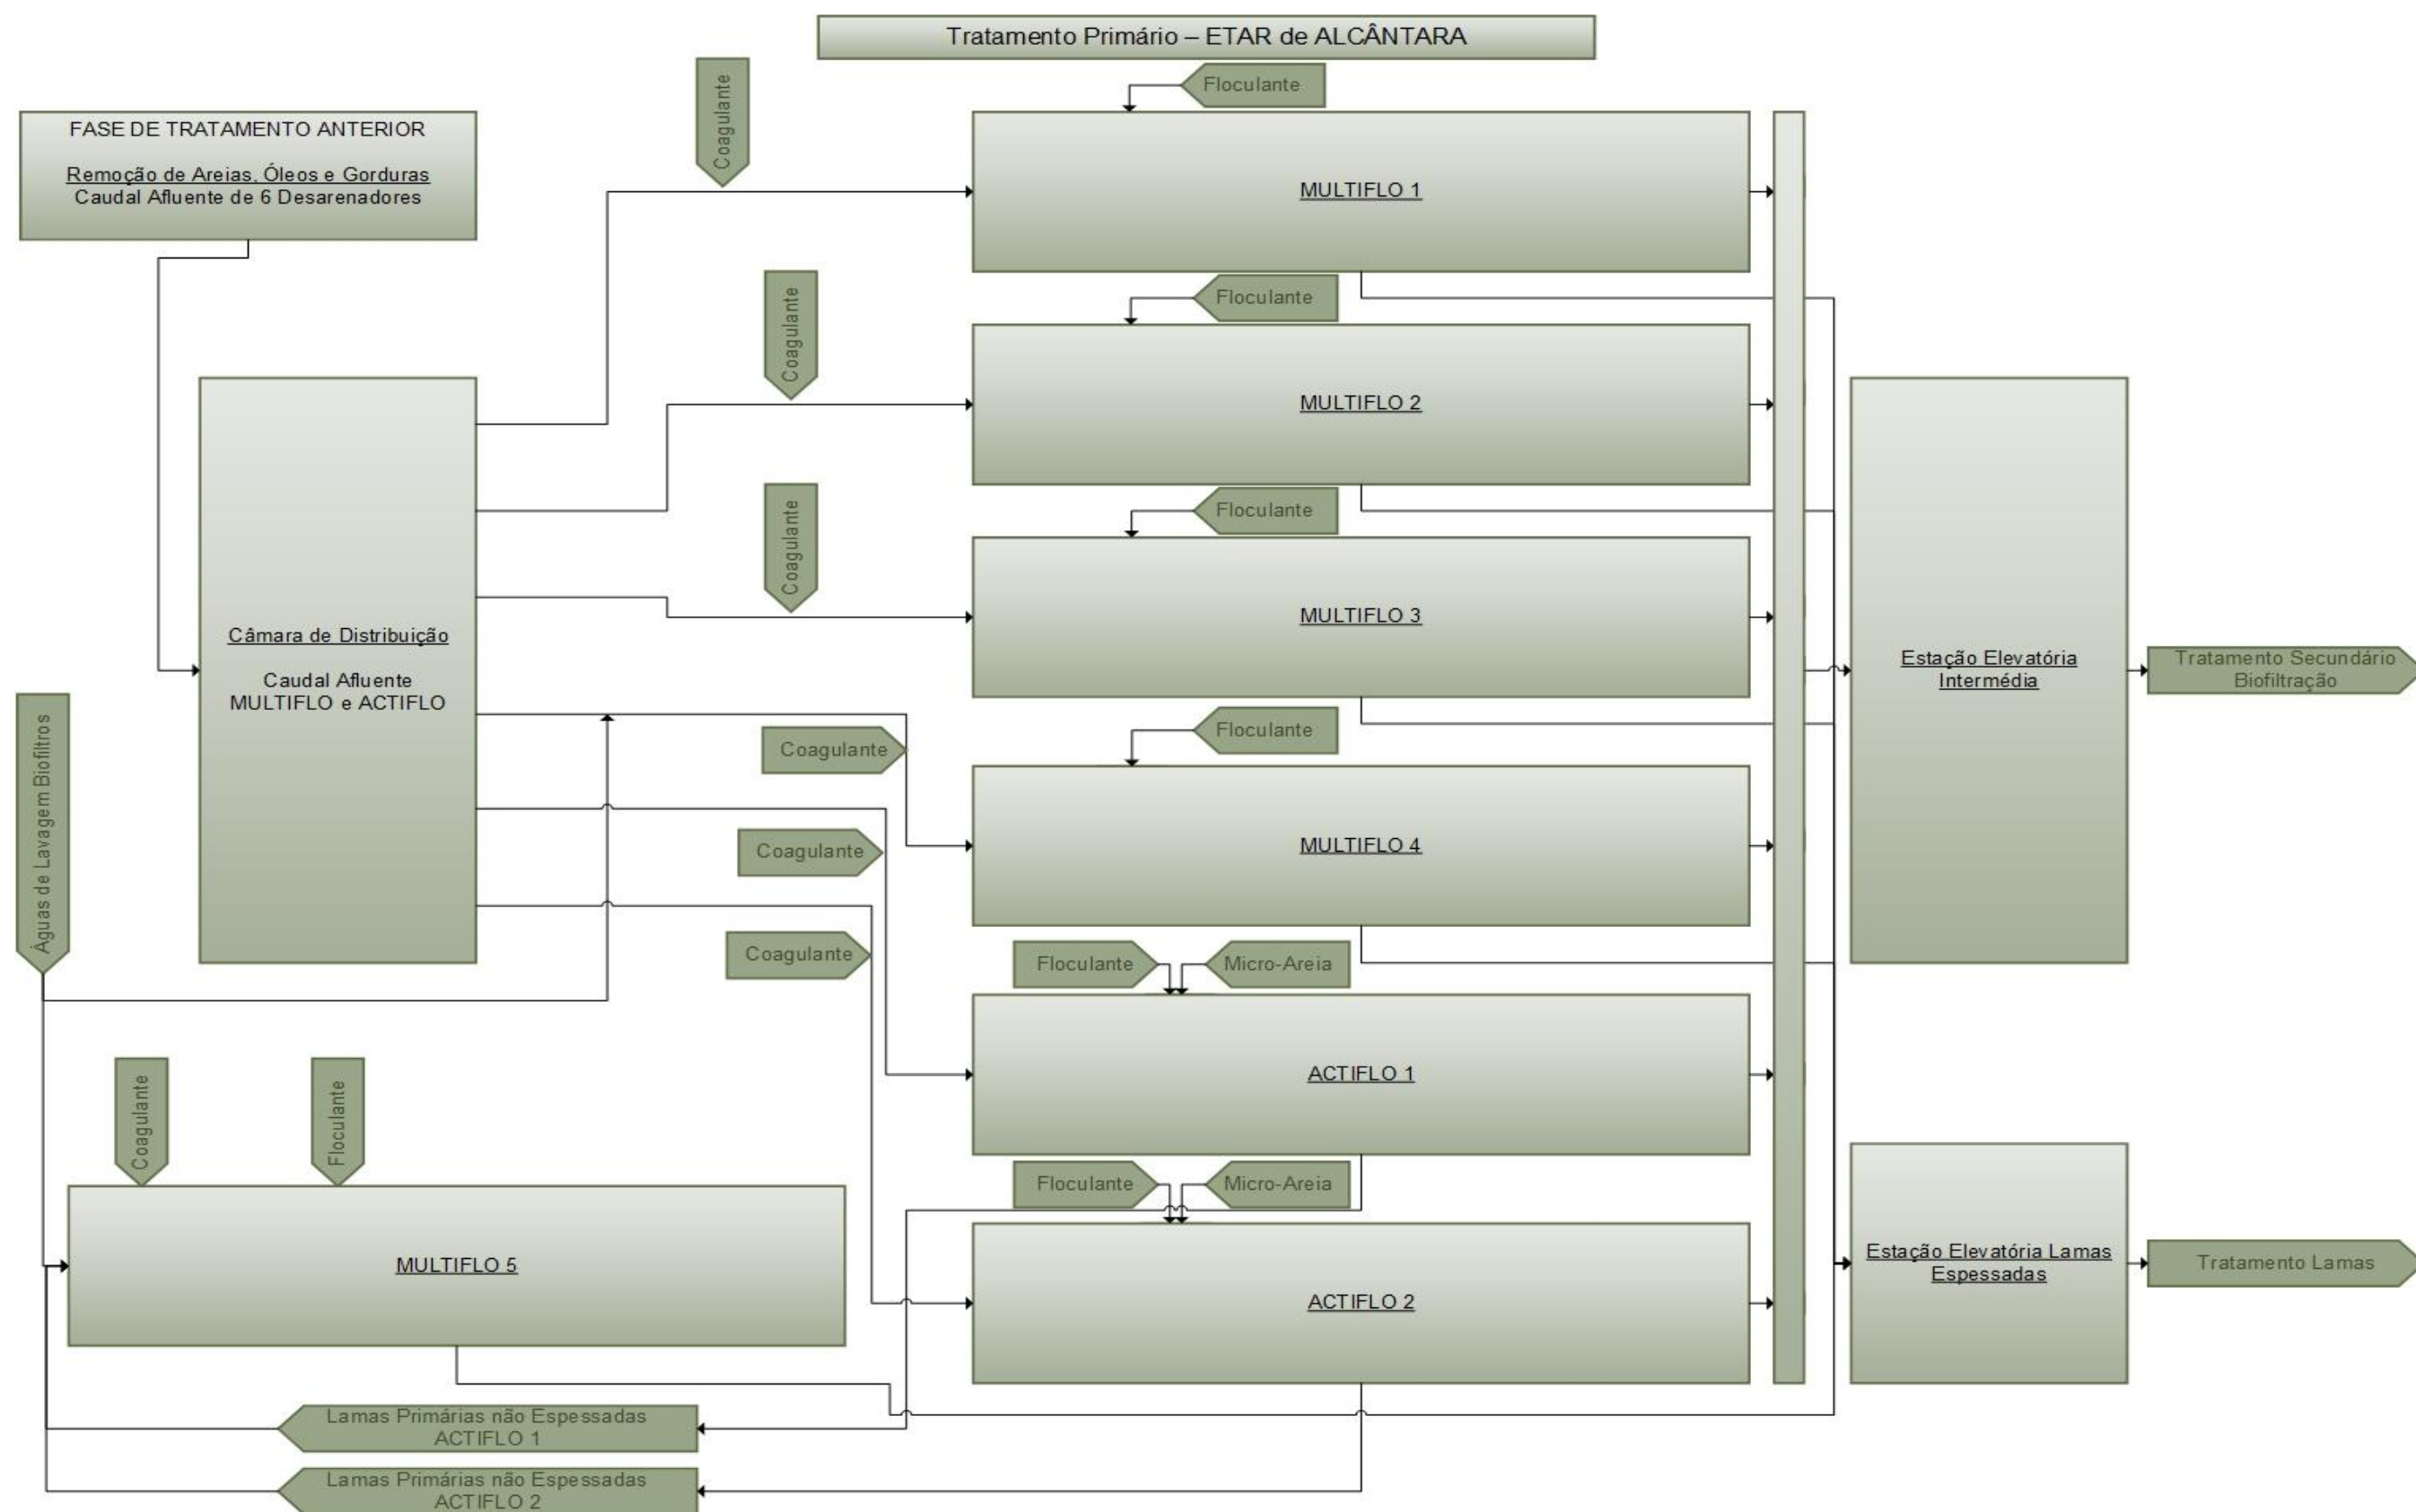 Tratamento Primário – ETAR de ALCÂNTARA
Floculante
Coagulante
FASE DE TRATAMENTO ANTERIOR
Remoção de Areias, Óleos e Gorduras
Caudal Afluente de 6 Desarenadores
MULTIFLO 1
Floculante
Coagulante
MULTIFLO 2
Floculante
Coagulante
MULTIFLO 3
Câmara de Distribuição
Caudal Afluente
MULTIFLO e ACTIFLO
Estação Elevatória
Intermédia
Tratamento Secundário
Biofiltração
Floculante
Coagulante
Águas de Lavagem Biofiltros
MULTIFLO 4
Coagulante
Coagulante
Floculante
Micro-Areia
ACTIFLO 1
Coagulante
Floculante
Floculante
Micro-Areia
MULTIFLO 5
ACTIFLO 2
Estação Elevatória Lamas
Espessadas
Tratamento Lamas
Lamas Primárias não Espessadas
ACTIFLO 1
Lamas Primárias não Espessadas
ACTIFLO 2